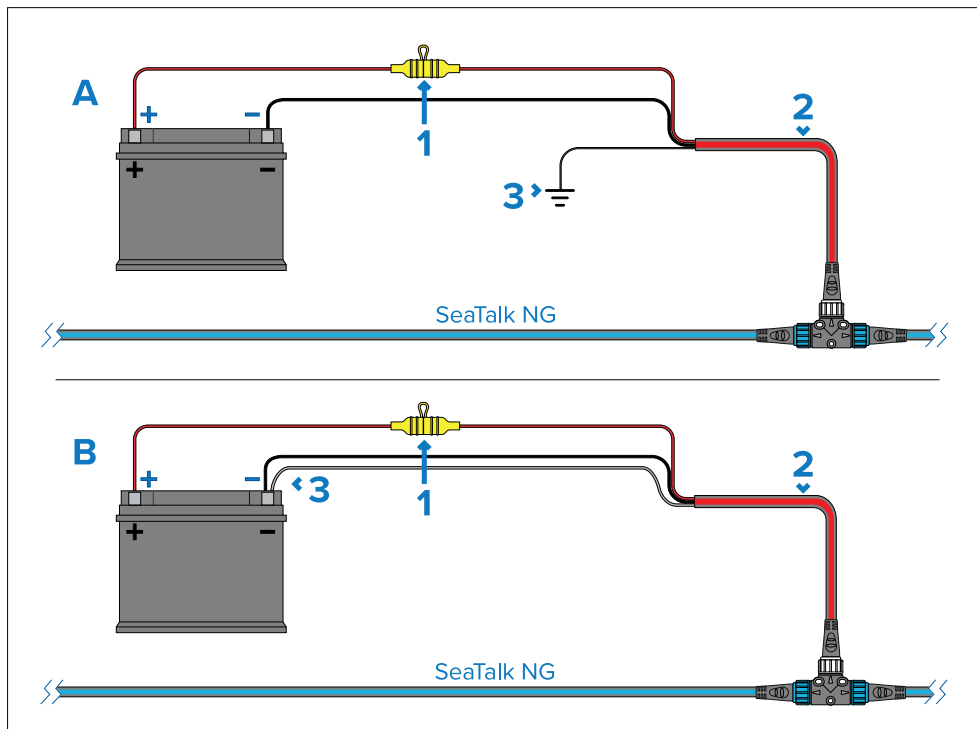 A
1
2
+ −
+ −
3
SeaTalk NG
B
1
2
+ −
3
+ −
SeaTalk NG